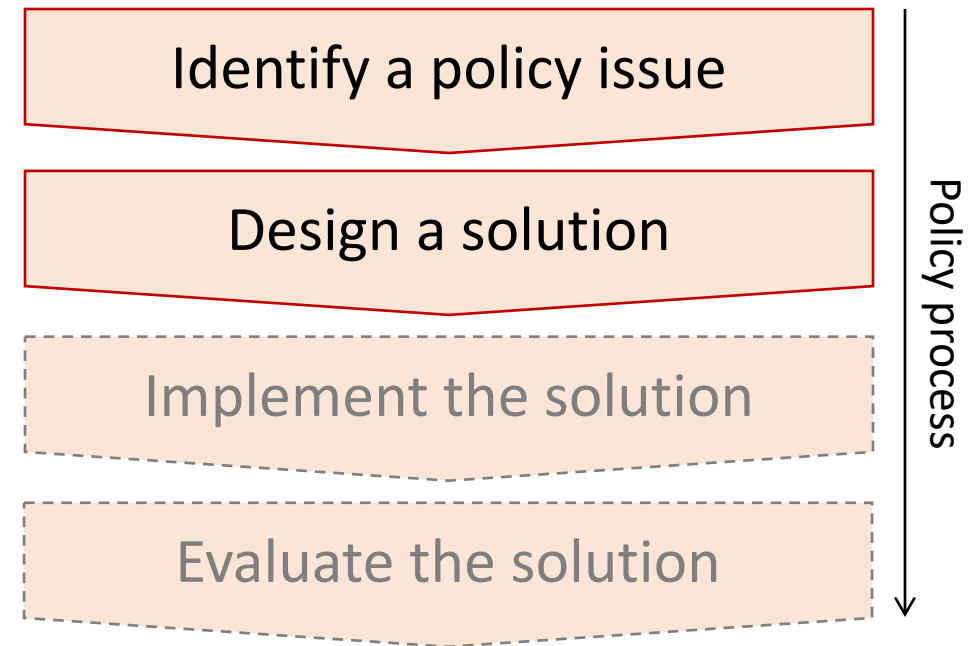 Identify a policy issue
Design a solution
Implement the solution
Evaluate the solution
Policy process